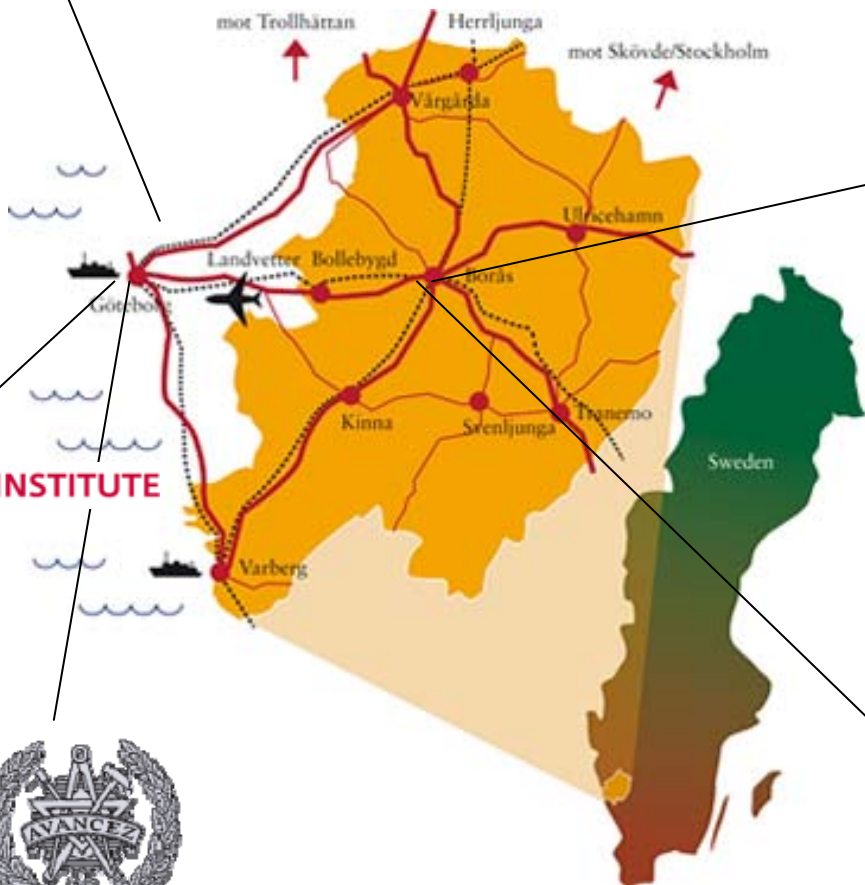 mot Trollhättan
Herrljunga
mot Skövde/Stockholm
Vårgårda
Ulricehamn
Landvetter
Bollebygd
Borås
Göteborg
Kinna
Svenljunga
Tranemo
Sweden
INSTITUTE
Varberg
AVANCEZ